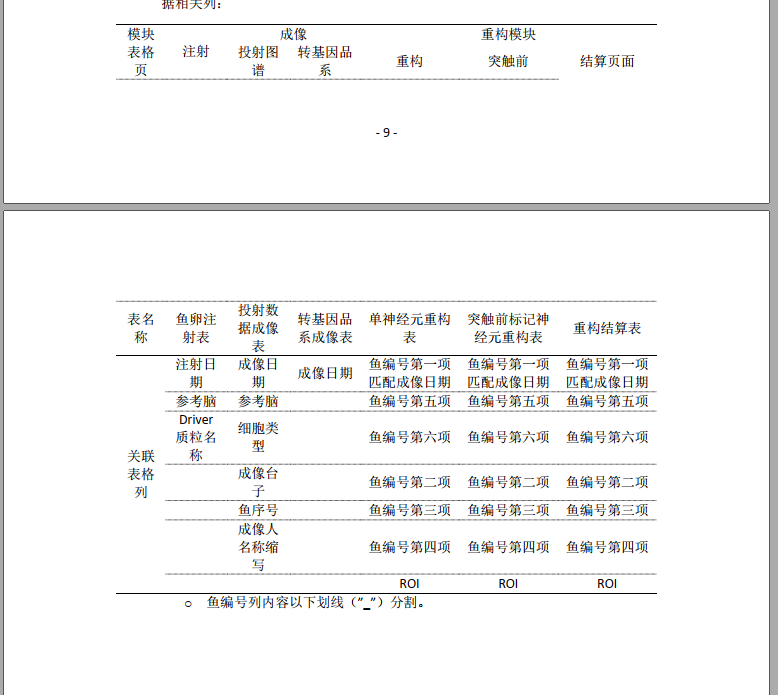 据相关列：
模块 成像 重构模块
表格 注射 投射图 转基因品 重构 突触前 结算页面
页 谱 系
- 9 -
表名 鱼卵注 投射数 转基因品 单神经元重构 突触前标记神 重构结算表
称 射表 据成像 系成像表 表 经元重构表
表
注射日 成像日 成像日期 鱼编号第一项 鱼编号第一项 鱼编号第一项
期 期 匹配成像日期 匹配成像日期 匹配成像日期
参考脑 参考脑 鱼编号第五项 鱼编号第五项 鱼编号第五项
Driver
质粒名 细胞类 鱼编号第六项 鱼编号第六项 鱼编号第六项
称 型
关联
表格
列
成像台 鱼编号第二项 鱼编号第二项 鱼编号第二项
子
鱼序号 鱼编号第三项 鱼编号第三项 鱼编号第三项
成像人
名称缩 鱼编号第四项 鱼编号第四项 鱼编号第四项
写
ROI ROI ROI
○ 鱼编号列内容以下划线（"_"）分割。